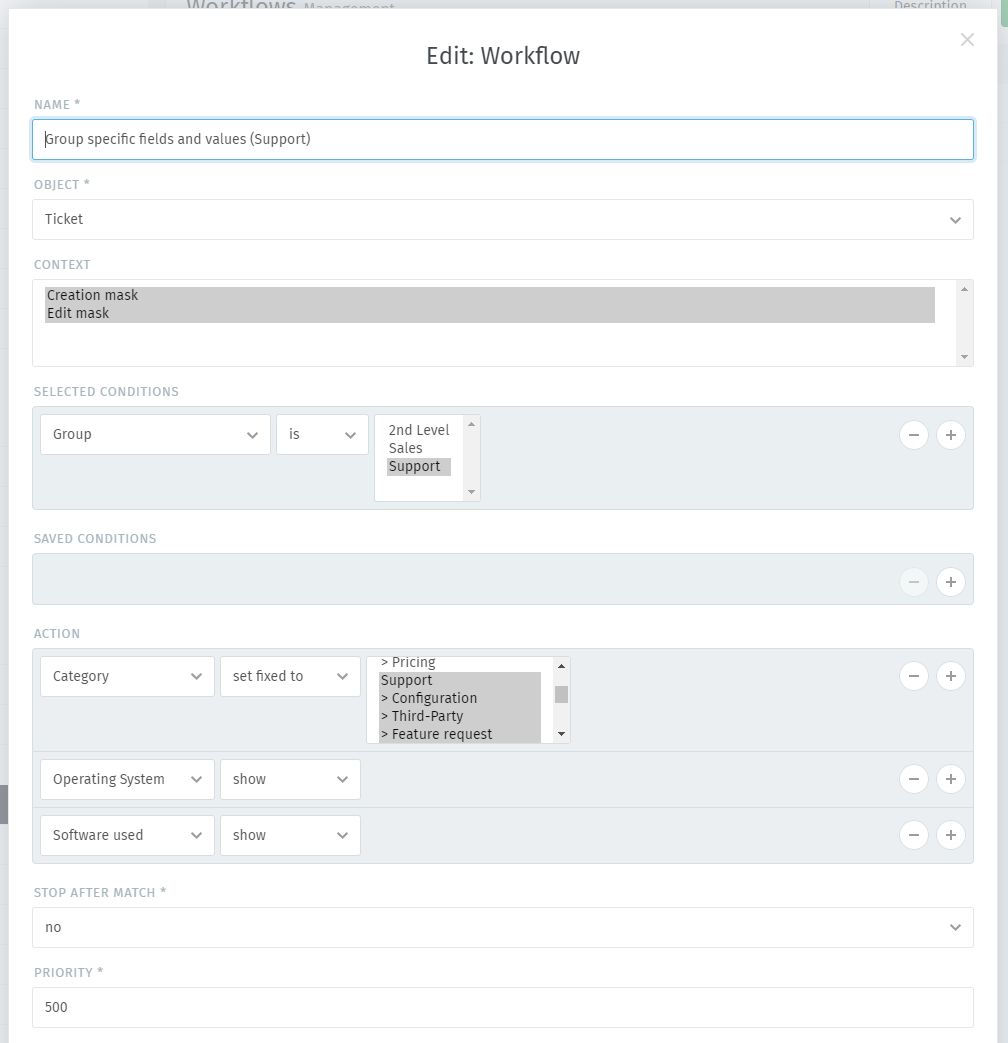 Workflows Management
Description
Edit: Workflow
NAME *
Group specific fields and values (Support)
OBJECT *
Ticket
CONTEXT
Creation mask
Edit mask
SELECTED CONDITIONS
Group
is
2nd Level
Sales
Support
SAVED CONDITIONS
ACTION
Category
set fixed to
> Pricing
Support
> Configuration
> Third-Party
> Feature request
Operating System
show
Software used
show
STOP AFTER MATCH *
no
PRIORITY *
500